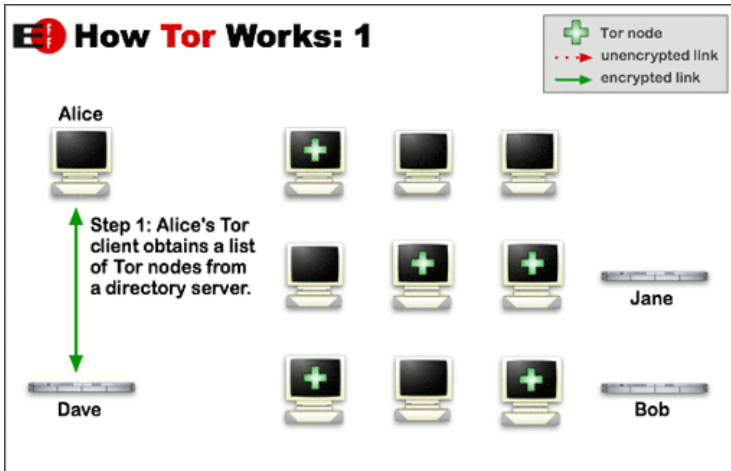 EFF How Tor Works: 1
Tor node
unencrypted link
encrypted link
Alice
Step 1: Alice's Tor
client obtains a list
of Tor nodes from
a directory server.
Jane
Dave
Bob